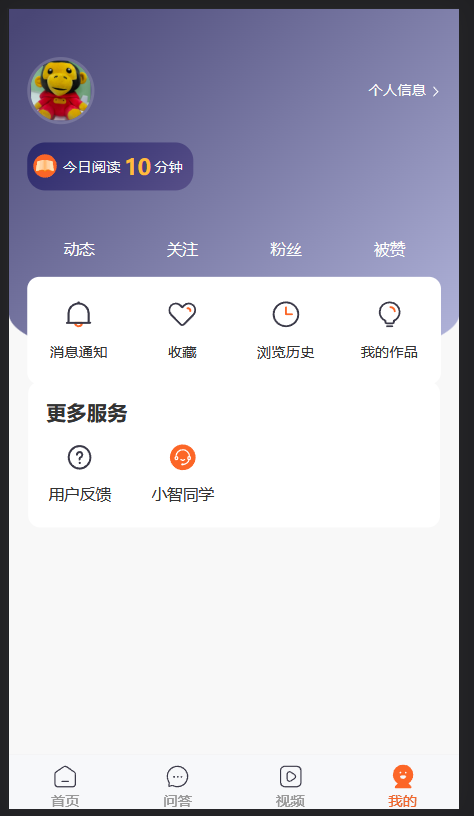 个人信息
今日阅读 10 分钟
动态 关注 粉丝 被赞
消息通知 收藏 浏览历史 我的作品
更多服务
用户反馈 小智同学
首页 问答 视频 我的